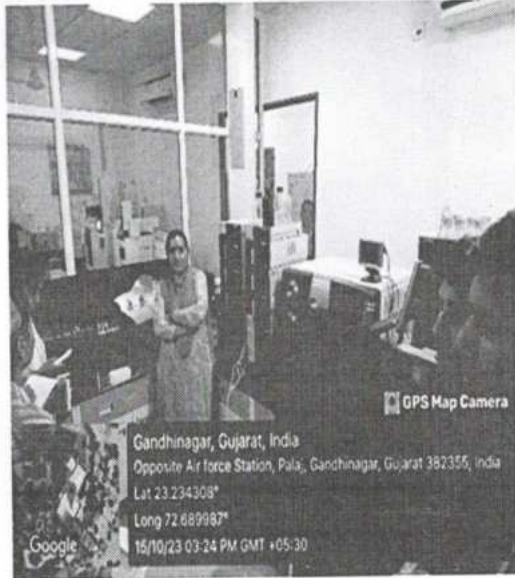 GPS Map Camera
Gandhinagar, Gujarat, India
Opposite Air force Station, Palaj, Gandhinagar, Gujarat 382355, India
Lat 23.234308°
Long 72.689987°
15/10/23 03:24 PM GMT +05:30
Google